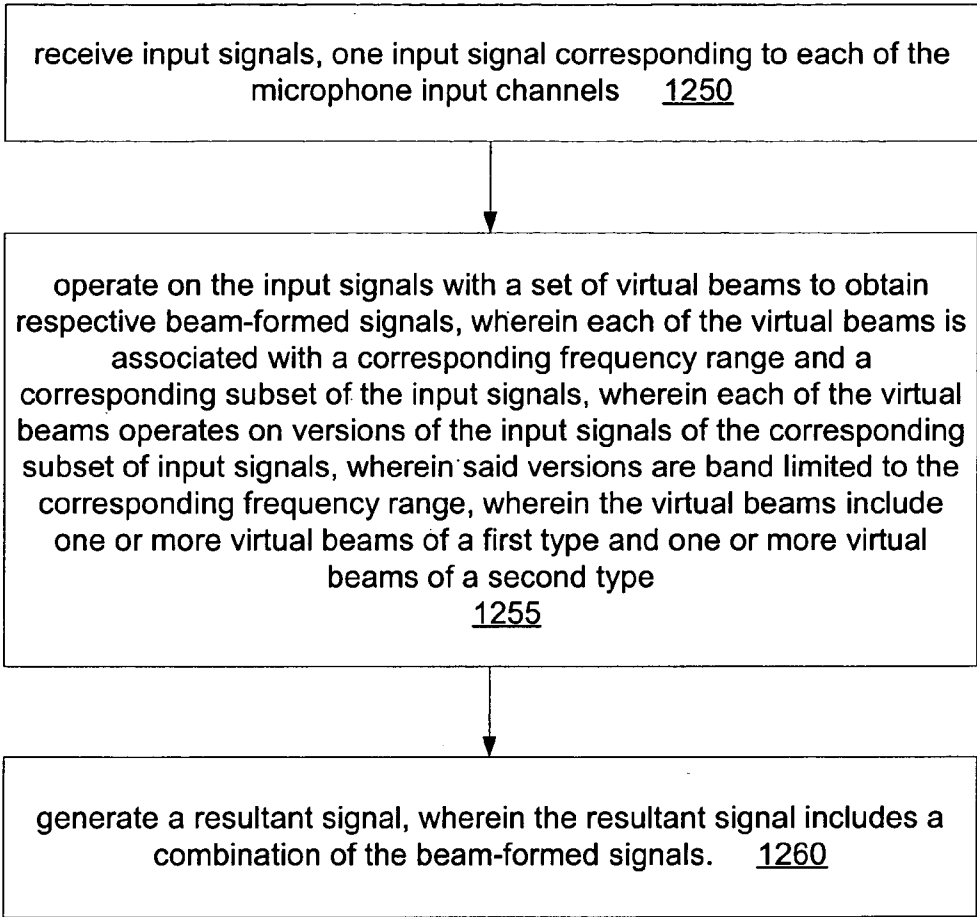 receive input signals, one input signal corresponding to each of the
microphone input channels 1250
operate on the input signals with a set of virtual beams to obtain
respective beam-formed signals, wherein each of the virtual beams is
associated with a corresponding frequency range and a
corresponding subset of the input signals, wherein each of the virtual
beams operates on versions of the input signals of the corresponding
subset of input signals, wherein said versions are band limited to the
corresponding frequency range, wherein the virtual beams include
one or more virtual beams of a first type and one or more virtual
beams of a second type
1255
generate a resultant signal, wherein the resultant signal includes a
combination of the beam-formed signals. 1260